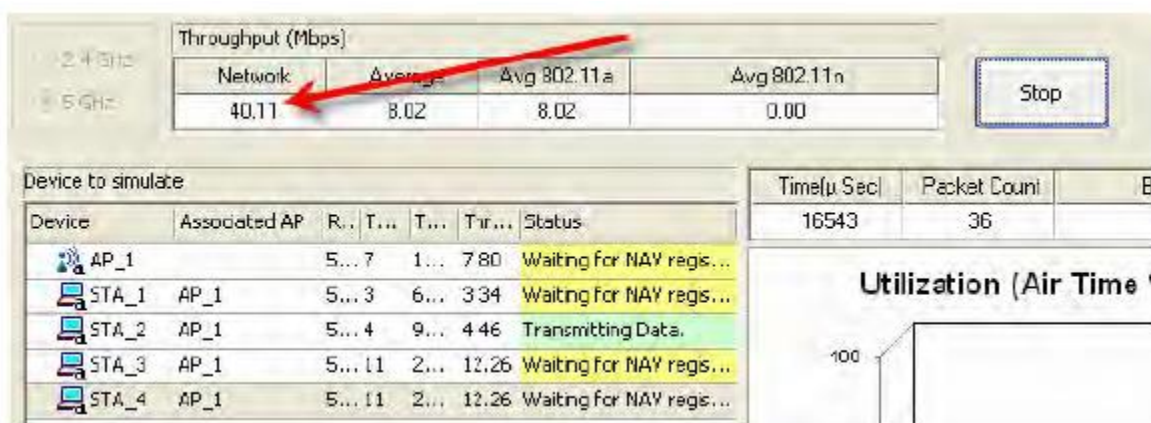 Throughput (Mbps)
2.4 GHz
5 GHz
Network Average Avg 802.11a Avg 802.11n
40.11 8.02 8.02 0.00
Stop
Device to simulate
Device Associated AP R... T... T... Thr... Status
AP_1 5... 7 1... 7.80 Waiting for NAV regis...
STA_1 AP_1 5... 3 6... 3.34 Waiting for NAV regis...
STA_2 AP_1 5... 4 9... 4.46 Transmitting Data.
STA_3 AP_1 5... 11 2... 12.26 Waiting for NAV regis...
STA_4 AP_1 5... 11 2... 12.26 Waiting for NAV regis...
Time(µ Sec) Packet Count
16543 36
Utilization (Air Time
100